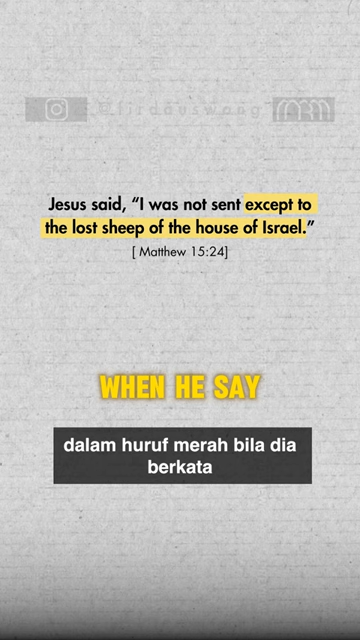 @firdauswong
Jesus said, “I was not sent except to
the lost sheep of the house of Israel.”
[ Matthew 15:24]
WHEN HE SAY
dalam huruf merah bila dia
berkata